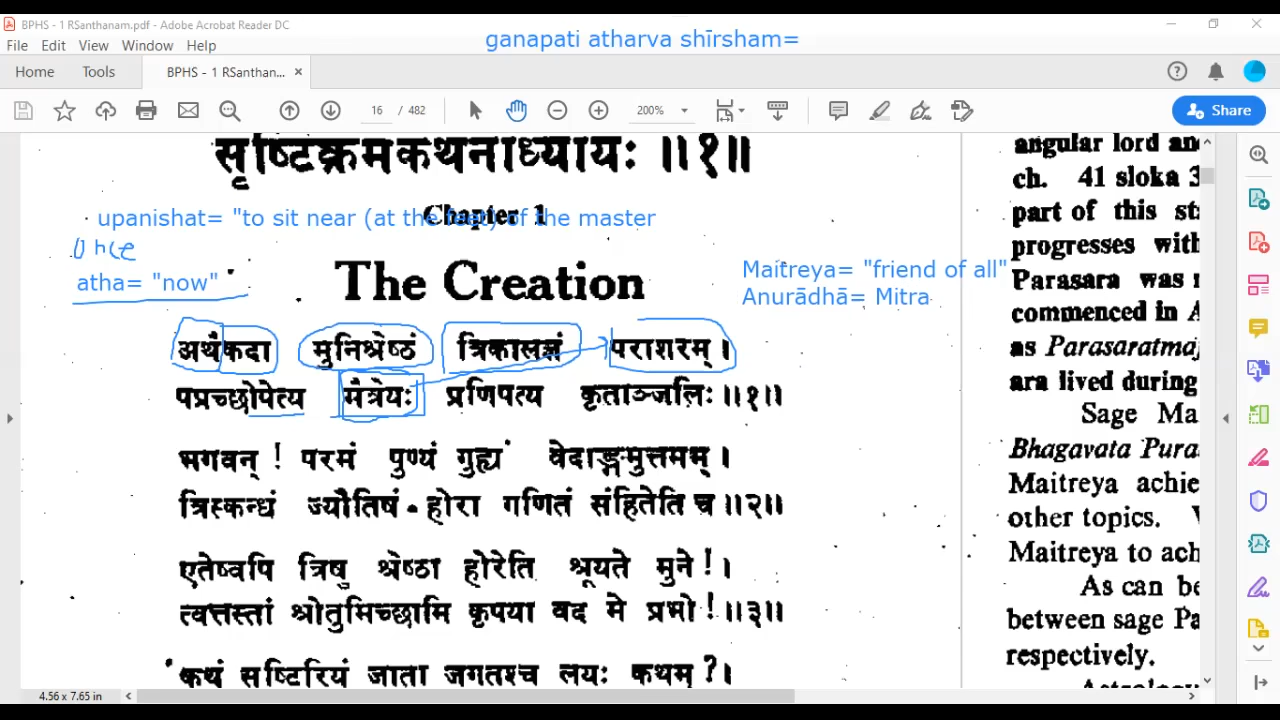 BPHS - 1 RSanthanam.pdf - Adobe Acrobat Reader DC
File Edit View Window Help
ganapati atharva shīrsham=
Home Tools BPHS - 1 RSanthan... ×
16 / 482 200% Share
सृष्टिक्रमकथनाध्यायः ॥१॥
upanishat= "to sit near (at the feet) of the master
Chapter 1
once
atha= "now"
The Creation
Maitreya= "friend of all"
Anurādhā= Mitra
अथैकदा मुनिश्रेष्ठं त्रिकालज्ञं पराशरम् ।
पप्रच्छोपेत्य मैत्रेयः प्रणिपत्य कृताञ्जलिः ॥१॥
भगवन् ! परमं पुण्यं गुह्यं वेदाङ्गमुत्तमम् ।
त्रिस्कन्धं ज्यौतिषं होरा गणितं संहितेति च ॥२॥
एतेष्वपि त्रिषु श्रेष्ठा होरेति श्रूयते मुने ! ।
त्वत्तस्तां श्रोतुमिच्छामि कृपया वद मे प्रभो ! ॥३॥
कथं सृष्टिरियं जाता जगतश्च लयः कथम् ? ।
angular lord an
ch. 41 sloka 3
part of this st
progresses with
Parasara was
commenced in A
as Parasaratma
ara lived during
Sage Ma
Bhagavata Pura
Maitreya achie
other topics.
Maitreya to ach
As can be
between sage Pa
respectively.
Astrology
4.56 x 7.65 in